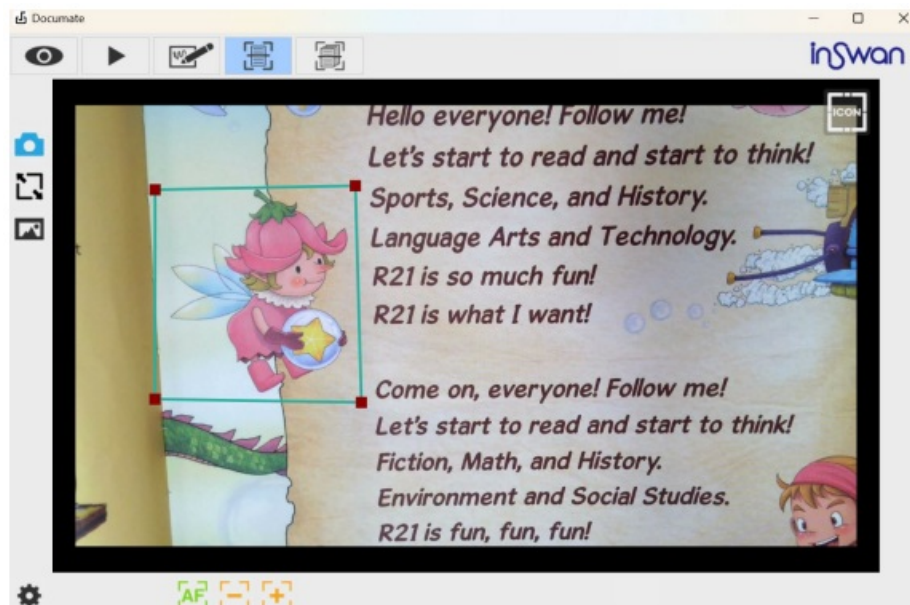 Documate
inSwan
ICON
Hello everyone! Follow me!
Let's start to read and start to think!
Sports, Science, and History.
Language Arts and Technology.
R21 is so much fun!
R21 is what I want!
Come on, everyone! Follow me!
Let's start to read and start to think!
Fiction, Math, and History.
Environment and Social Studies.
R21 is fun, fun, fun!
AF